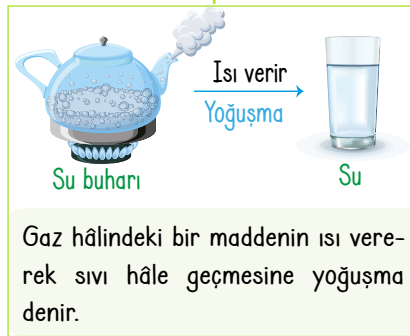 Isı verir
Yoğuşma
Su buharı
Su
Gaz hâlindeki bir maddenin ısı vere-
rek sıvı hâle geçmesine yoğuşma
denir.